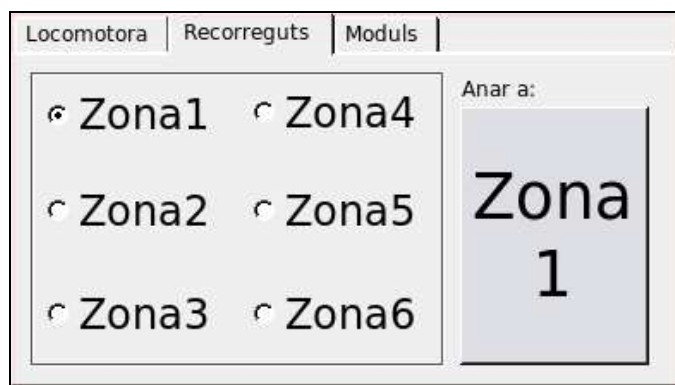 Locomotora Recorreguts Moduls
Anar a:
Zona1 Zona4
Zona2 Zona5
Zona3 Zona6
Zona
1